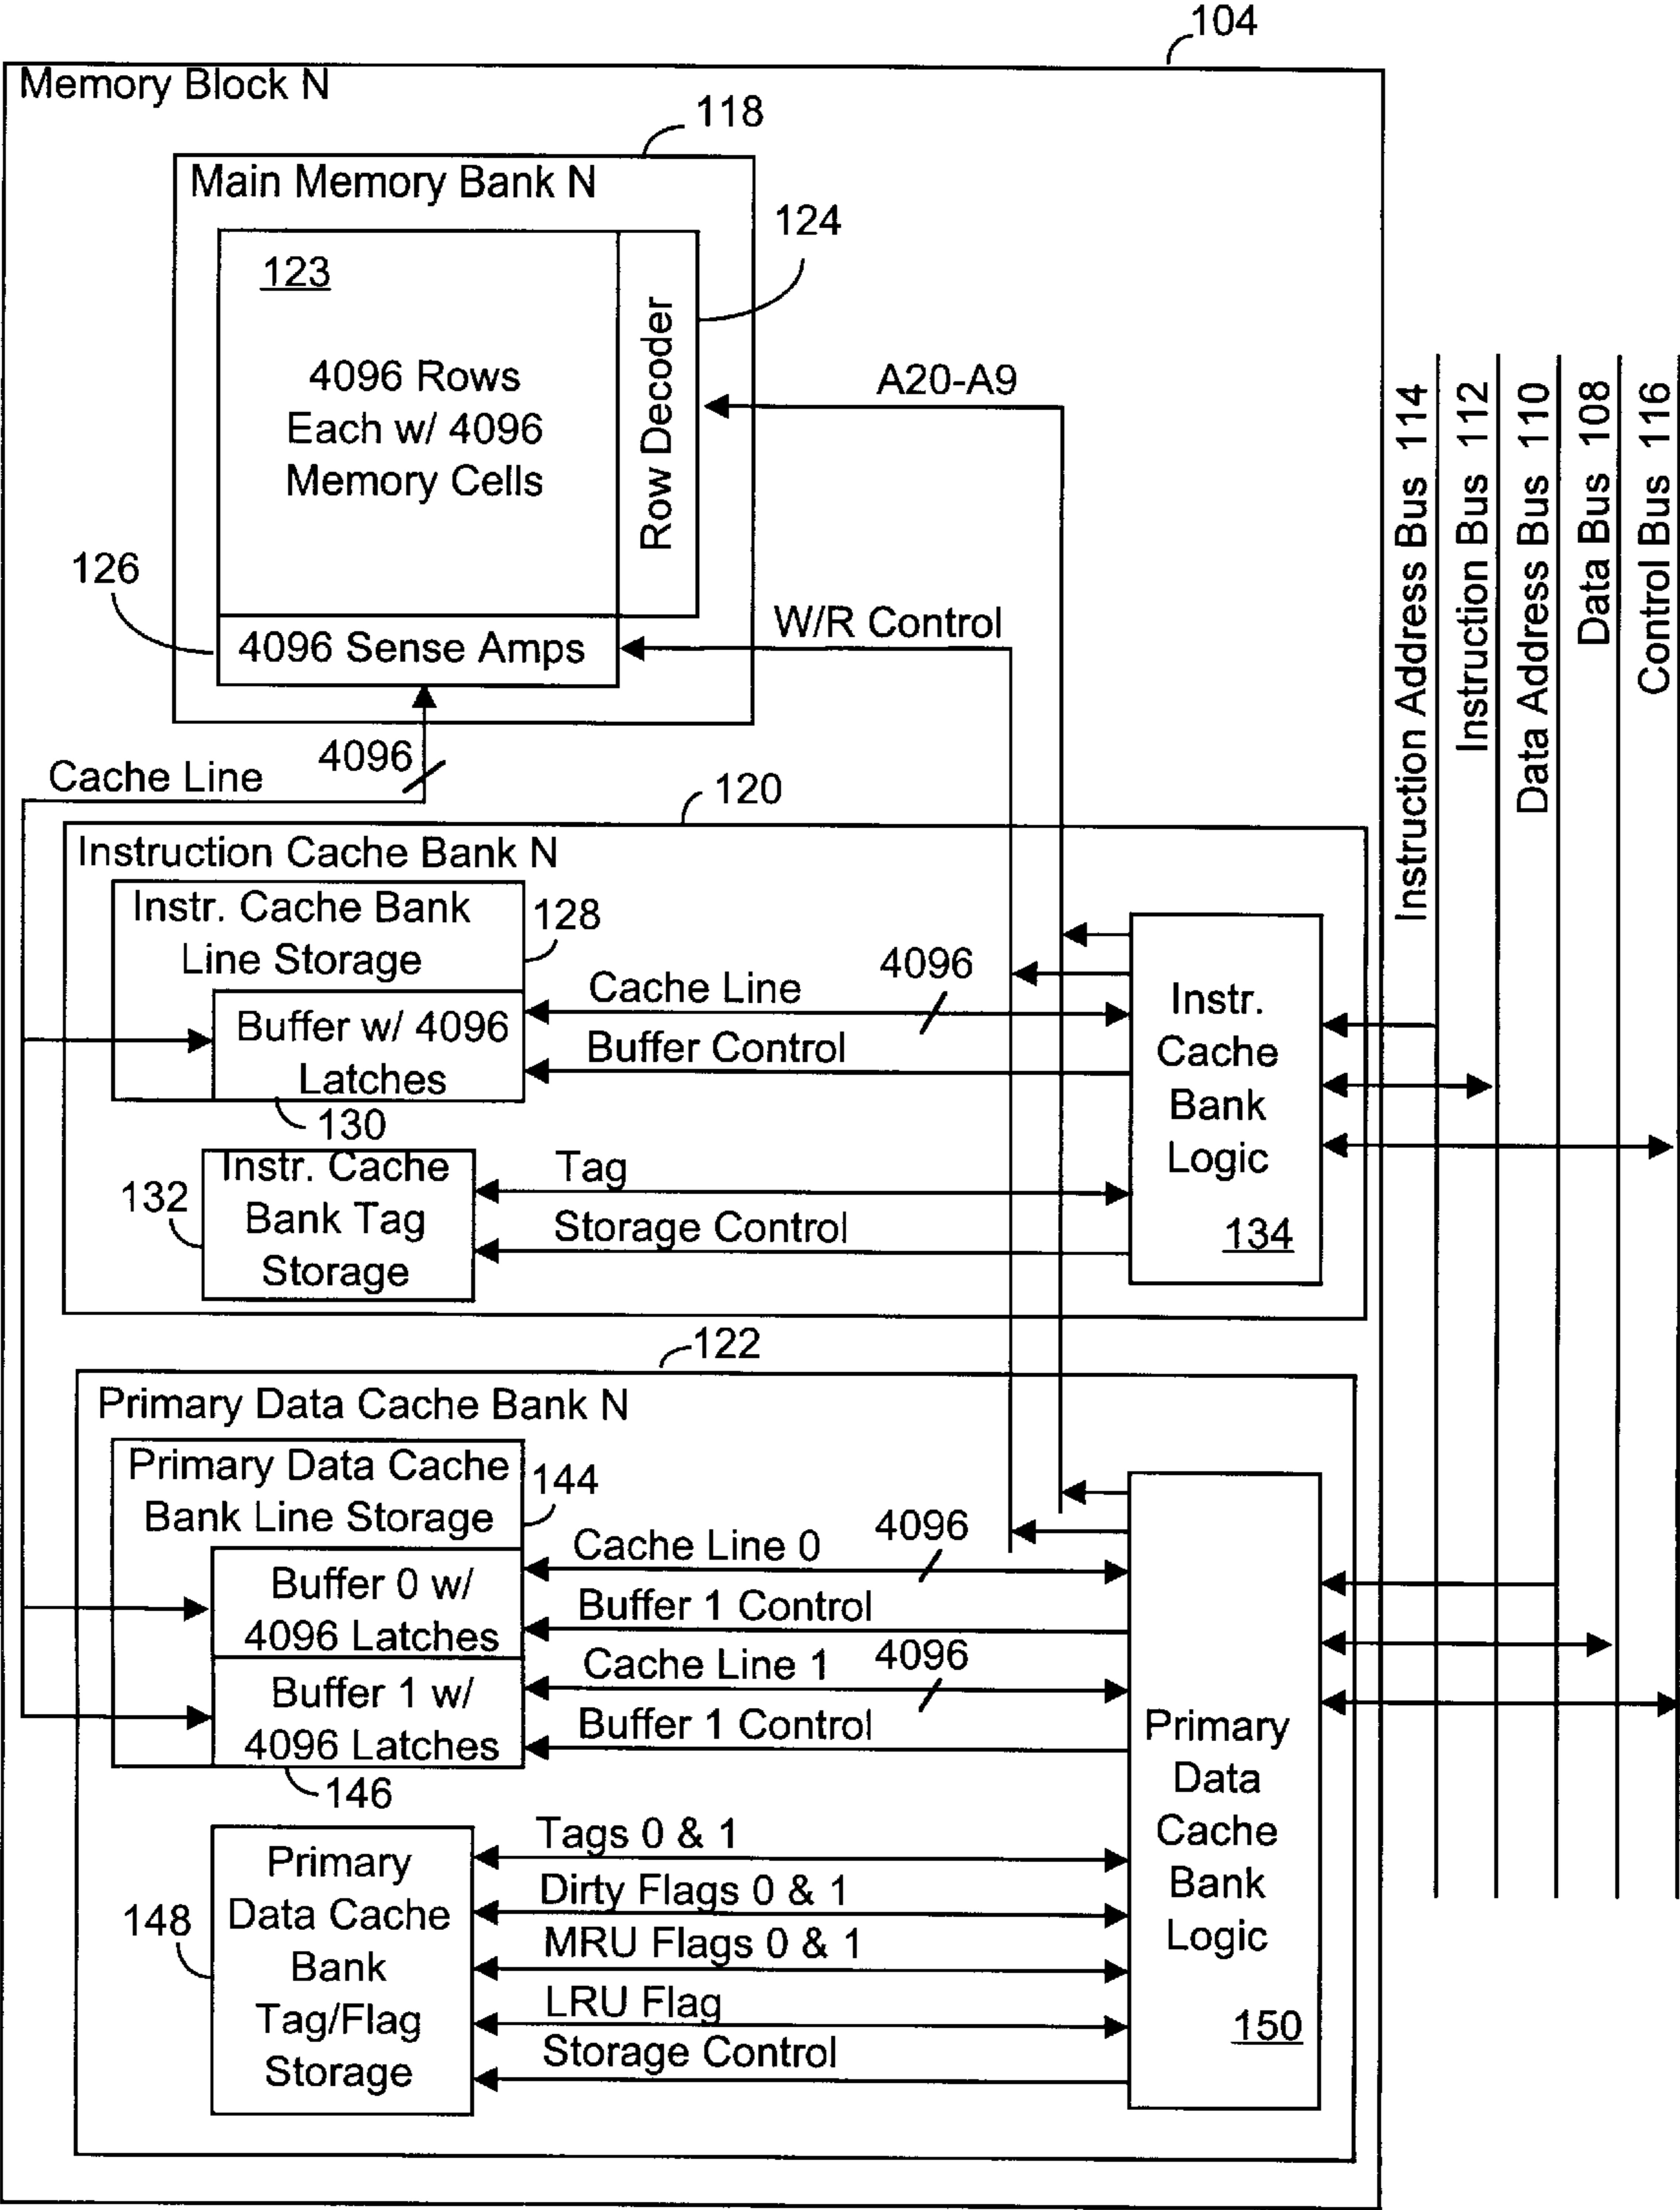 104
Memory Block N
118
Main Memory Bank N
124
123
4096 Rows
Each w/ 4096
Memory Cells
Row Decoder
A20-A9
126
4096 Sense Amps
W/R Control
4096
Cache Line
Instruction Address Bus 114
Instruction Bus 112
Data Address Bus 110
Data Bus 108
Control Bus 116
120
Instruction Cache Bank N
Instr. Cache Bank
Line Storage
128
Buffer w/ 4096
Latches
130
Cache Line
4096
Buffer Control
Instr.
Cache
Bank
Logic
134
132
Instr. Cache
Bank Tag
Storage
Tag
Storage Control
122
Primary Data Cache Bank N
Primary Data Cache
Bank Line Storage
144
Buffer 0 w/
4096 Latches
Buffer 1 w/
4096 Latches
146
Cache Line 0
4096
Buffer 1 Control
Cache Line 1
4096
Buffer 1 Control
Primary
Data
Cache
Bank
Logic
150
148
Primary
Data Cache
Bank
Tag/Flag
Storage
Tags 0 & 1
Dirty Flags 0 & 1
MRU Flags 0 & 1
LRU Flag
Storage Control